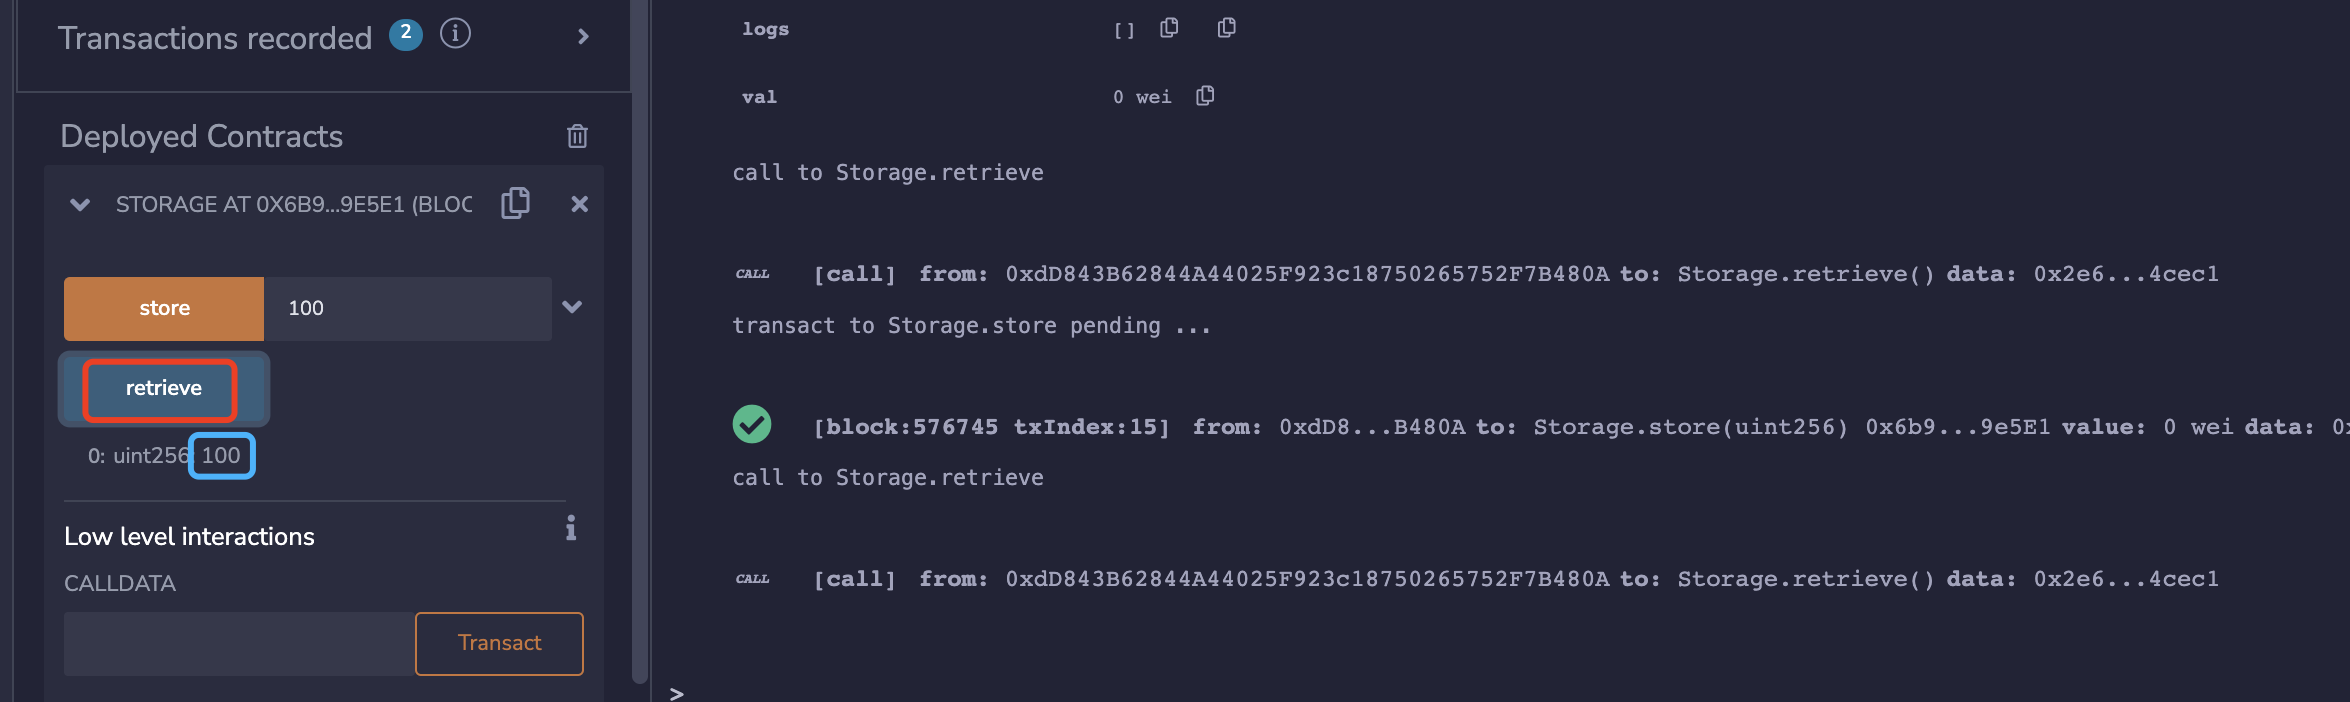 Transactions recorded 2 i
Deployed Contracts
STORAGE AT 0X6B9...9E5E1 (BLOC
store 100
retrieve
0: uint256: 100
Low level interactions
CALLDATA
Transact
logs [ ]
val 0 wei
call to Storage.retrieve
CALL [call] from: 0xdD843B62844A44025F923c18750265752F7B480A to: Storage.retrieve() data: 0x2e6...4cec1
transact to Storage.store pending ...
[block:576745 txIndex:15] from: 0xdD8...B480A to: Storage.store(uint256) 0x6b9...9e5E1 value: 0 wei data: 0x
call to Storage.retrieve
CALL [call] from: 0xdD843B62844A44025F923c18750265752F7B480A to: Storage.retrieve() data: 0x2e6...4cec1
>